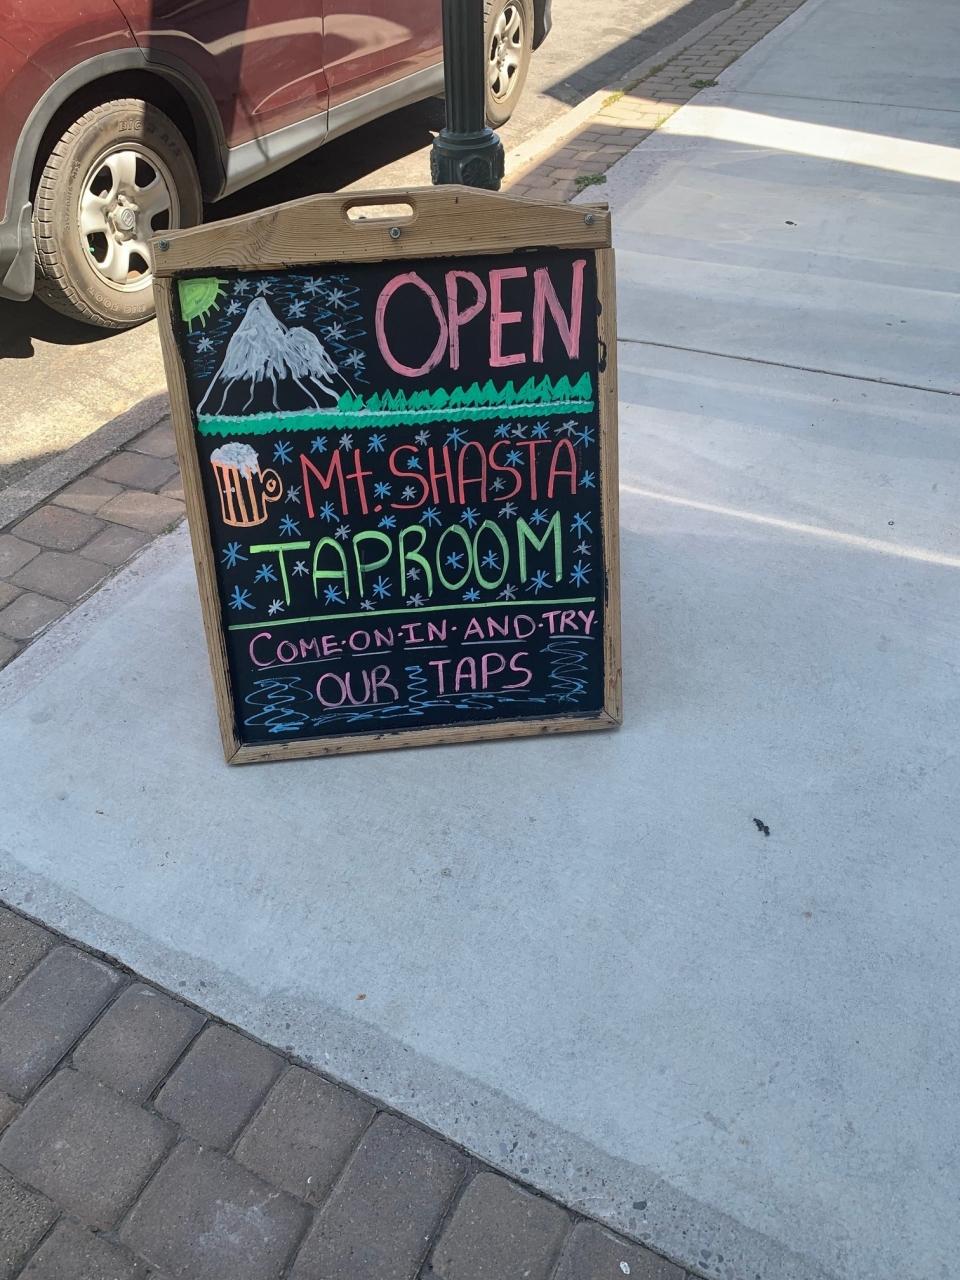 OPEN
Mt. SHASTA
TAPROOM
COME·ON·IN·AND·TRY·
OUR TAPS